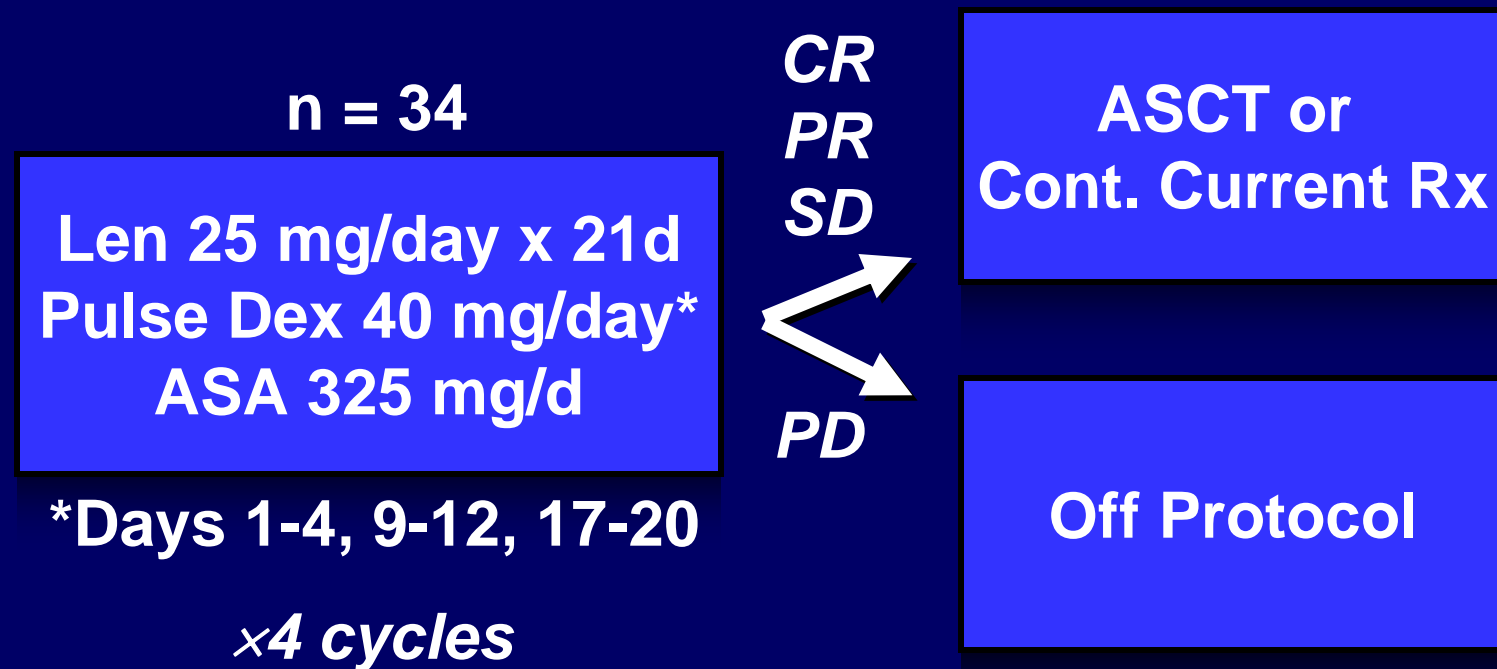 n = 34
Len 25 mg/day x 21d
Pulse Dex 40 mg/day*
ASA 325 mg/d
*Days 1-4, 9-12, 17-20
×4 cycles
CR
PR
SD
PD
ASCT or
Cont. Current Rx
Off Protocol